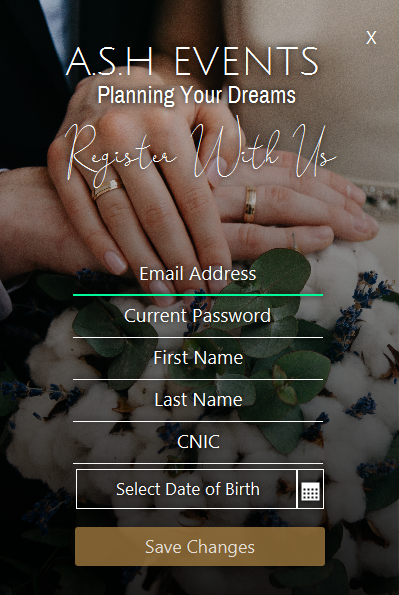 X
A.S.H EVENTS
Planning Your Dreams
Register With Us
Email Address
Current Password
First Name
Last Name
CNIC
Select Date of Birth
Save Changes